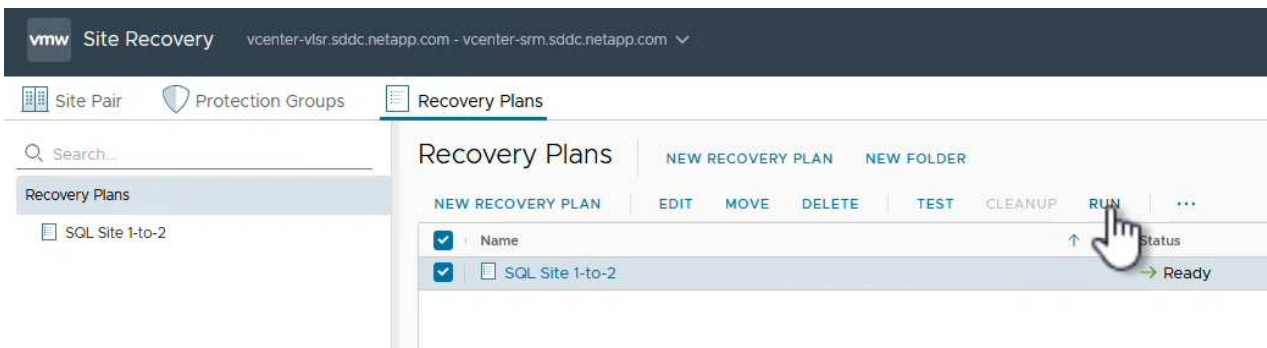 vmw Site Recovery vcenter-vlsr.sddc.netapp.com - vcenter-srm.sddc.netapp.com
Site Pair Protection Groups Recovery Plans
Search...
Recovery Plans
SQL Site 1-to-2
Recovery Plans NEW RECOVERY PLAN NEW FOLDER
NEW RECOVERY PLAN EDIT MOVE DELETE TEST CLEANUP RUN ...
Name Status
SQL Site 1-to-2 Ready